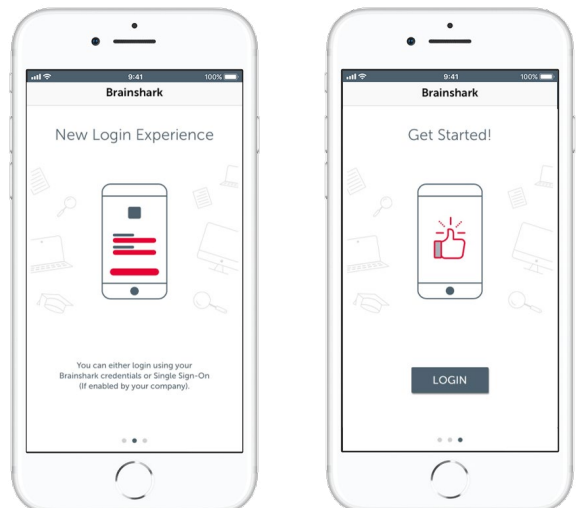 9:41
100%
Brainshark
New Login Experience
You can either login using your
Brainshark credentials or Single Sign-On
(If enabled by your company).
9:41
100%
Brainshark
Get Started!
LOGIN